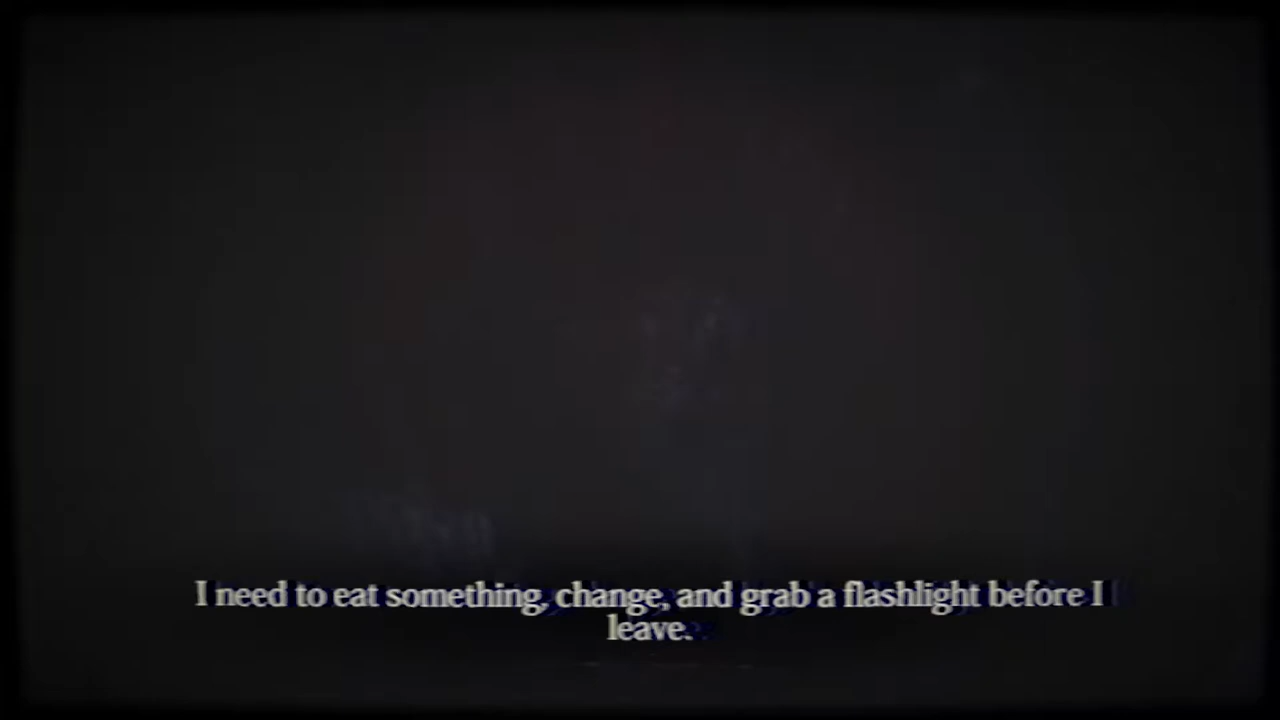 I need to eat something, change, and grab a flashlight before I
leave.